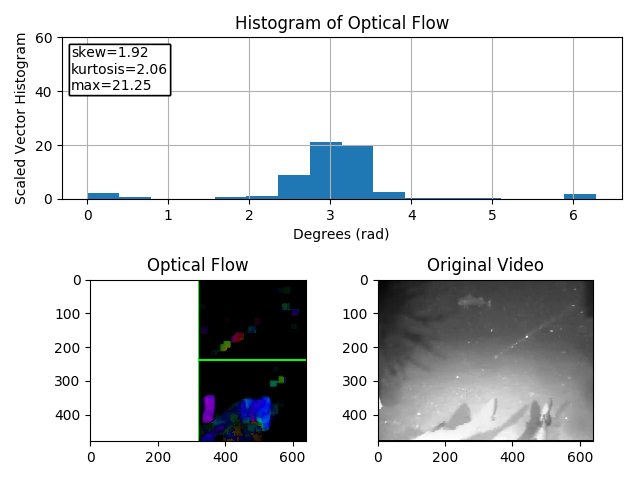 Histogram of Optical Flow
Scaled Vector Histogram
60
40
20
0
skew=1.92
kurtosis=2.06
max=21.25
0 1 2 3 4 5 6
Degrees (rad)
Optical Flow
0
100
200
300
400
0 200 400 600
Original Video
0
100
200
300
400
0 200 400 600